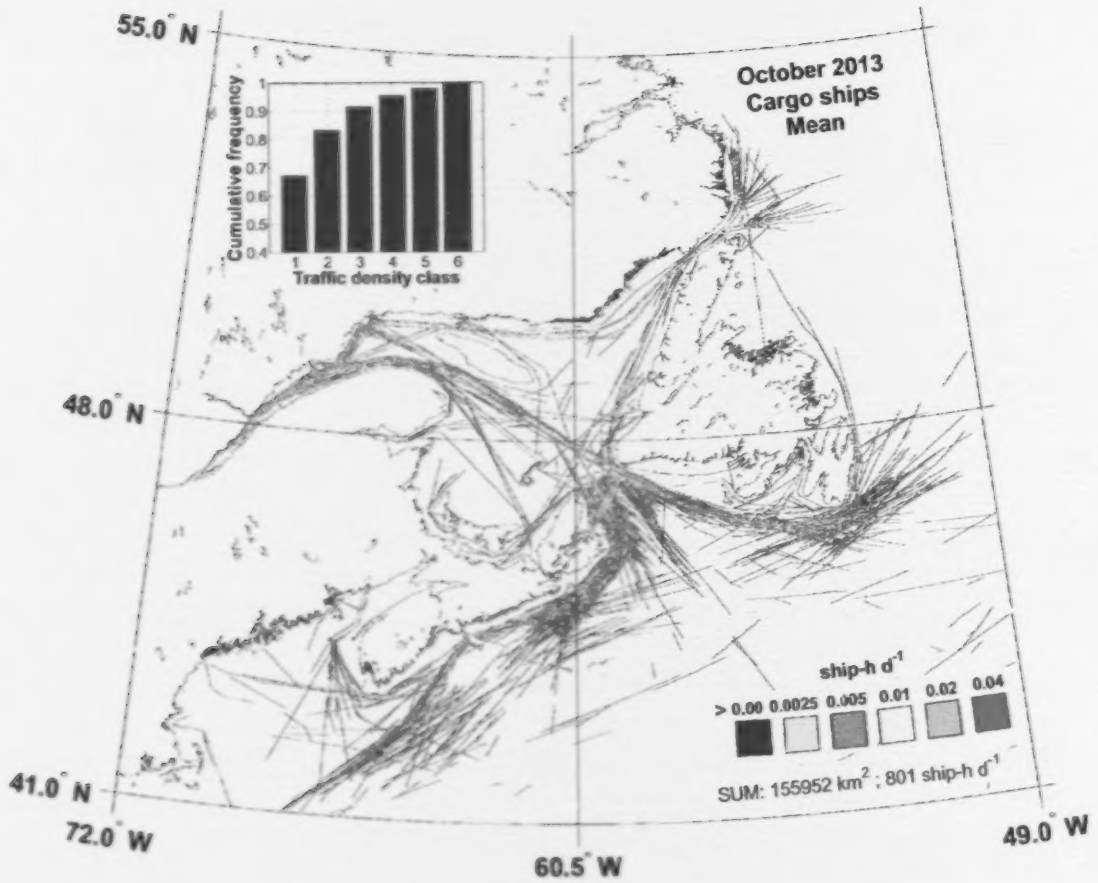 55.0° N
October 2013
Cargo ships
Mean
Cumulative frequency
1
0.9
0.8
0.7
0.6
0.5
0.4
1 2 3 4 5 6
Traffic density class
48.0° N
ship-h d⁻¹
> 0.00 0.0025 0.005 0.01 0.02 0.04
SUM: 155952 km² ; 801 ship-h d⁻¹
41.0° N
72.0° W
60.5° W
49.0° W